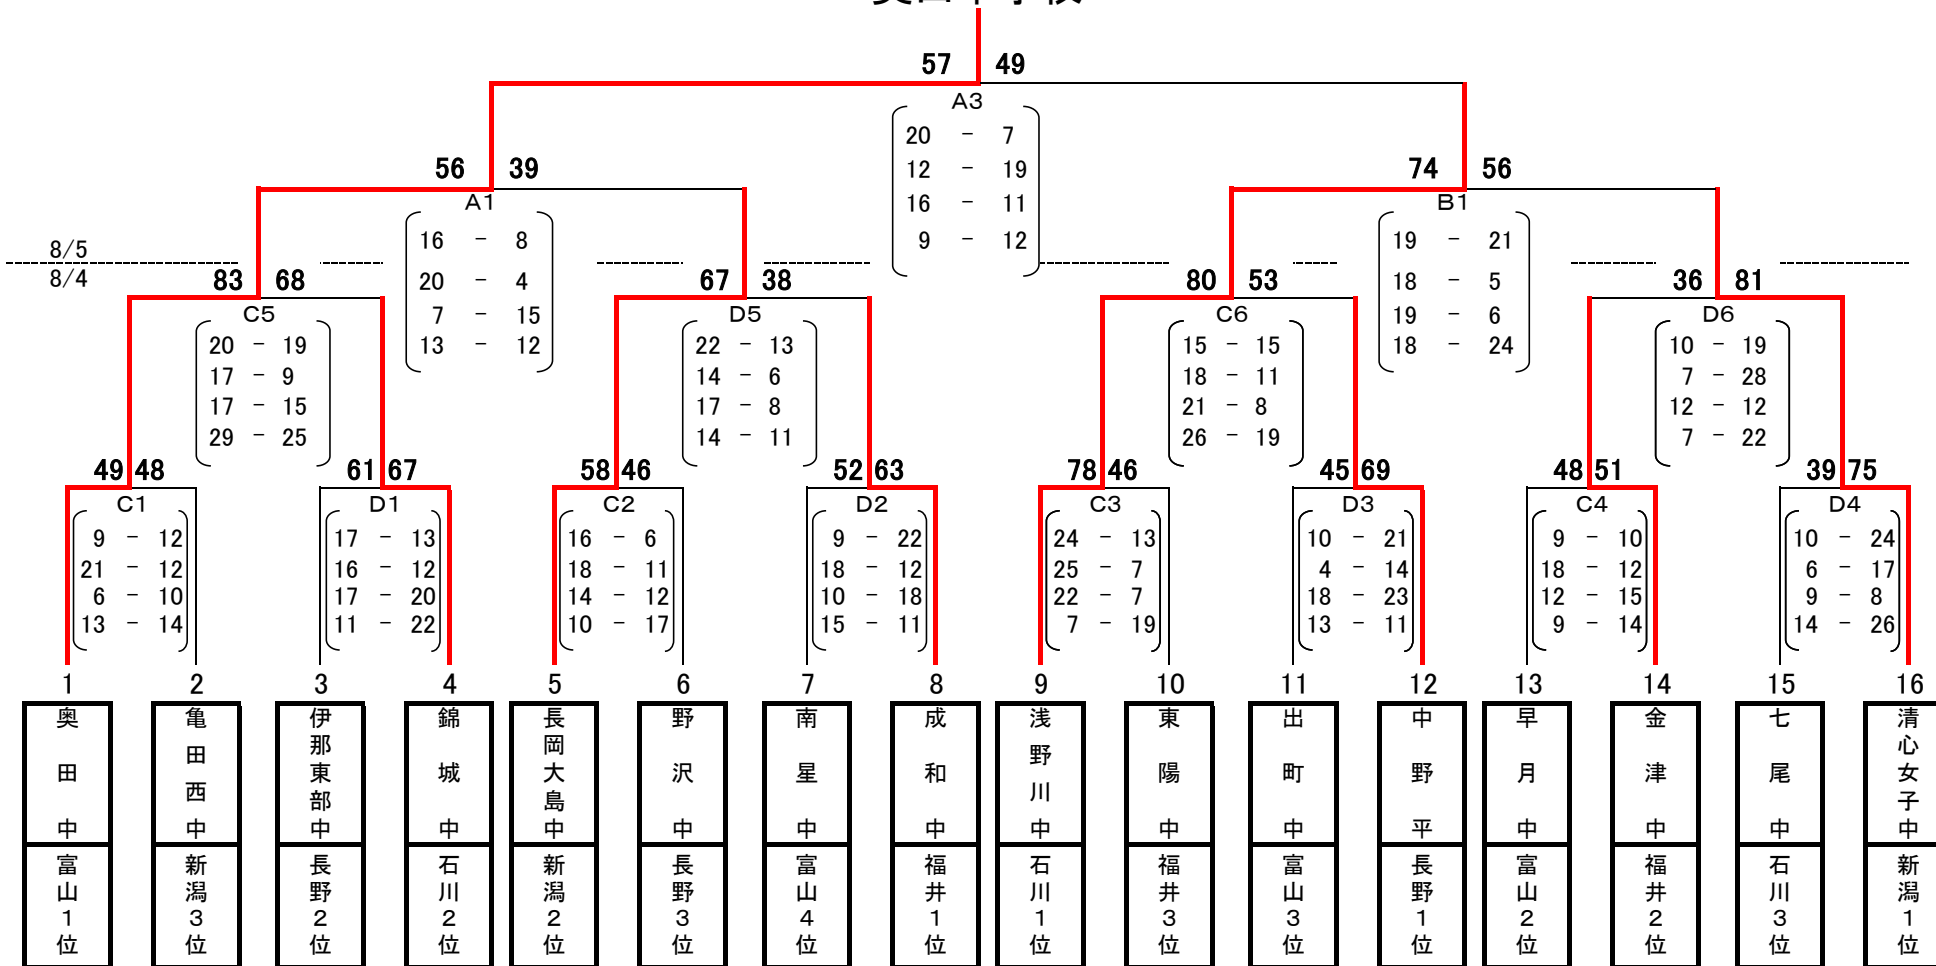 57 49
A3
20 - 7
12 - 19
16 - 11
9 - 12
56 39
A1
16 - 8
20 - 4
7 - 15
13 - 12
74 56
B1
19 - 21
18 - 5
19 - 6
18 - 24
8/5
8/4
83 68
C5
20 - 19
17 - 9
17 - 15
29 - 25
67 38
D5
22 - 13
14 - 6
17 - 8
14 - 11
80 53
C6
15 - 15
18 - 11
21 - 8
26 - 19
36 81
D6
10 - 19
7 - 28
12 - 12
7 - 22
49 48
C1
9 - 12
21 - 12
6 - 10
13 - 14
61 67
D1
17 - 13
16 - 12
17 - 20
11 - 22
58 46
C2
16 - 6
18 - 11
14 - 12
10 - 17
52 63
D2
9 - 22
18 - 12
10 - 18
15 - 11
78 46
C3
24 - 13
25 - 7
22 - 7
7 - 19
45 69
D3
10 - 21
4 - 14
18 - 23
13 - 11
48 51
C4
9 - 10
18 - 12
12 - 15
9 - 14
39 75
D4
10 - 24
6 - 17
9 - 8
14 - 26
1 2 3 4 5 6 7 8 9 10 11 12 13 14 15 16
奥田中
富山1位
亀田西中
新潟3位
伊那東部中
長野2位
錦城中
石川2位
長岡大島中
新潟2位
野沢中
長野3位
南星中
富山4位
成和中
福井1位
浅野川中
石川1位
東陽中
福井3位
出町中
富山3位
中野平
長野1位
早月中
富山2位
金津中
福井2位
七尾中
石川3位
清心女子中
新潟1位